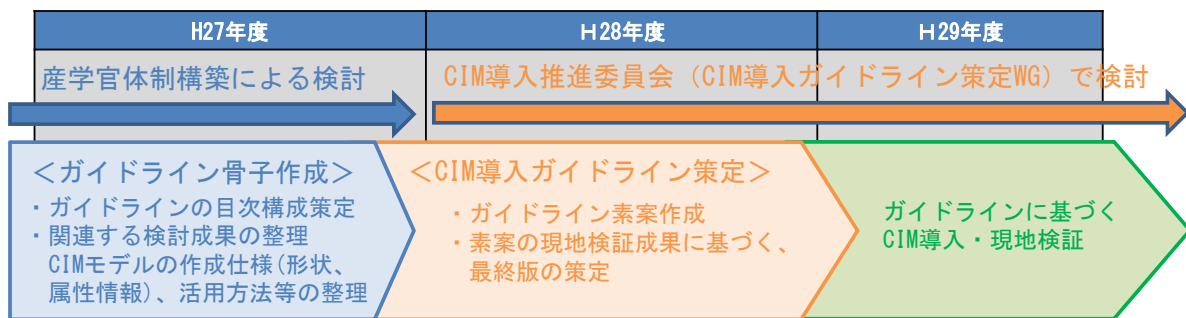 H27年度
H28年度
H29年度
産学官体制構築による検討
CIM導入推進委員会（CIM導入ガイドライン策定WG）で検討
＜ガイドライン骨子作成＞
・ガイドラインの目次構成策定
・関連する検討成果の整理
CIMモデルの作成仕様(形状、
属性情報)、活用方法等の整理
＜CIM導入ガイドライン策定＞
・ガイドライン素案作成
・素案の現地検証成果に基づく、
最終版の策定
ガイドラインに基づく
CIM導入・現地検証